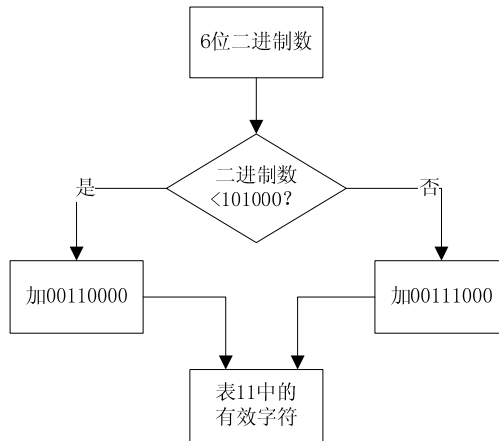 6位二进制数
二进制数
<101000?
是
否
加00110000
加00111000
表11中的
有效字符